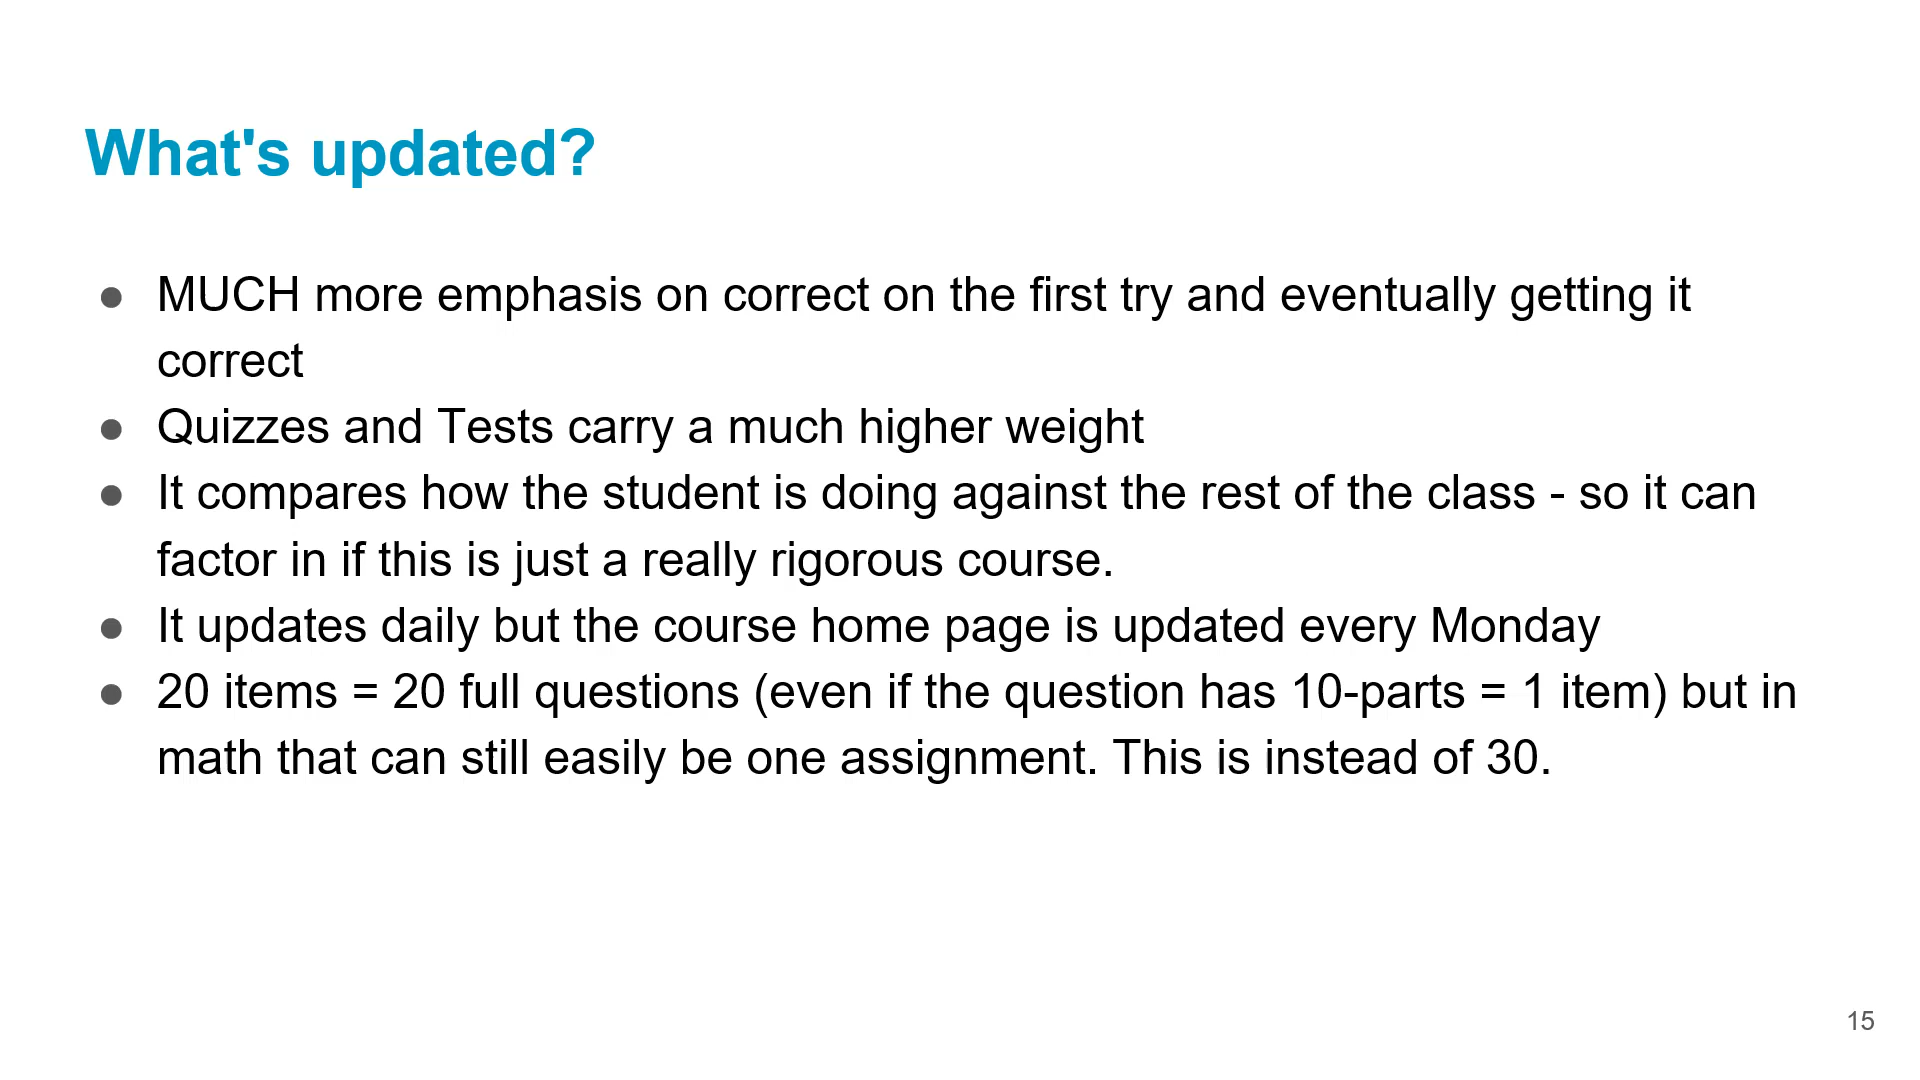 What's updated?
● MUCH more emphasis on correct on the first try and eventually getting it
correct
● Quizzes and Tests carry a much higher weight
● It compares how the student is doing against the rest of the class - so it can
factor in if this is just a really rigorous course.
● It updates daily but the course home page is updated every Monday
● 20 items = 20 full questions (even if the question has 10-parts = 1 item) but in
math that can still easily be one assignment. This is instead of 30.
15